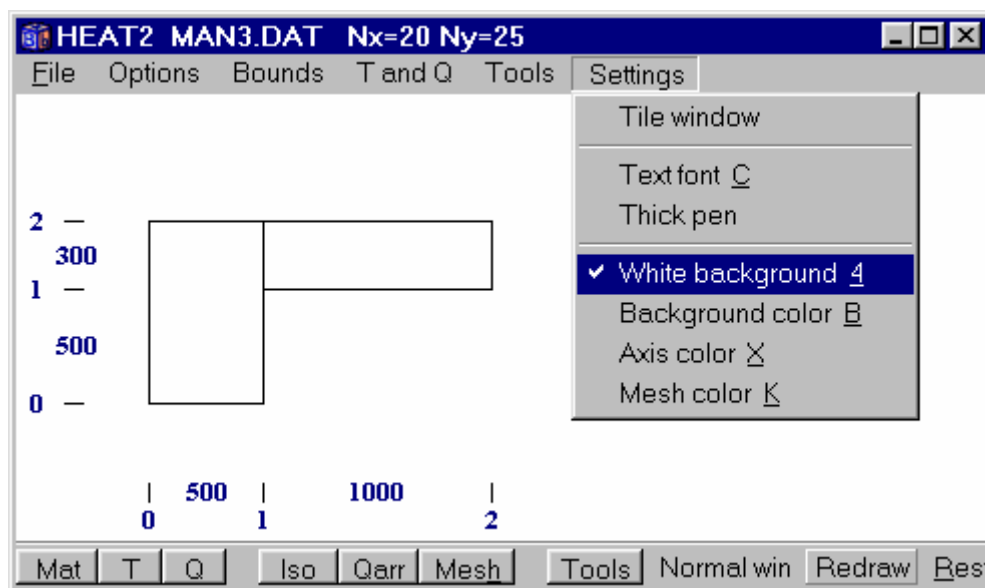 HEAT2 MAN3.DAT Nx=20 Ny=25
File Options Bounds T and Q Tools Settings
Tile window
Text font C
Thick pen
White background 4
Background color B
Axis color X
Mesh color K
2
300
1
500
0
500 1000
0 1 2
Mat T Q Iso Qarr Mesh Tools Normal win Redraw Res